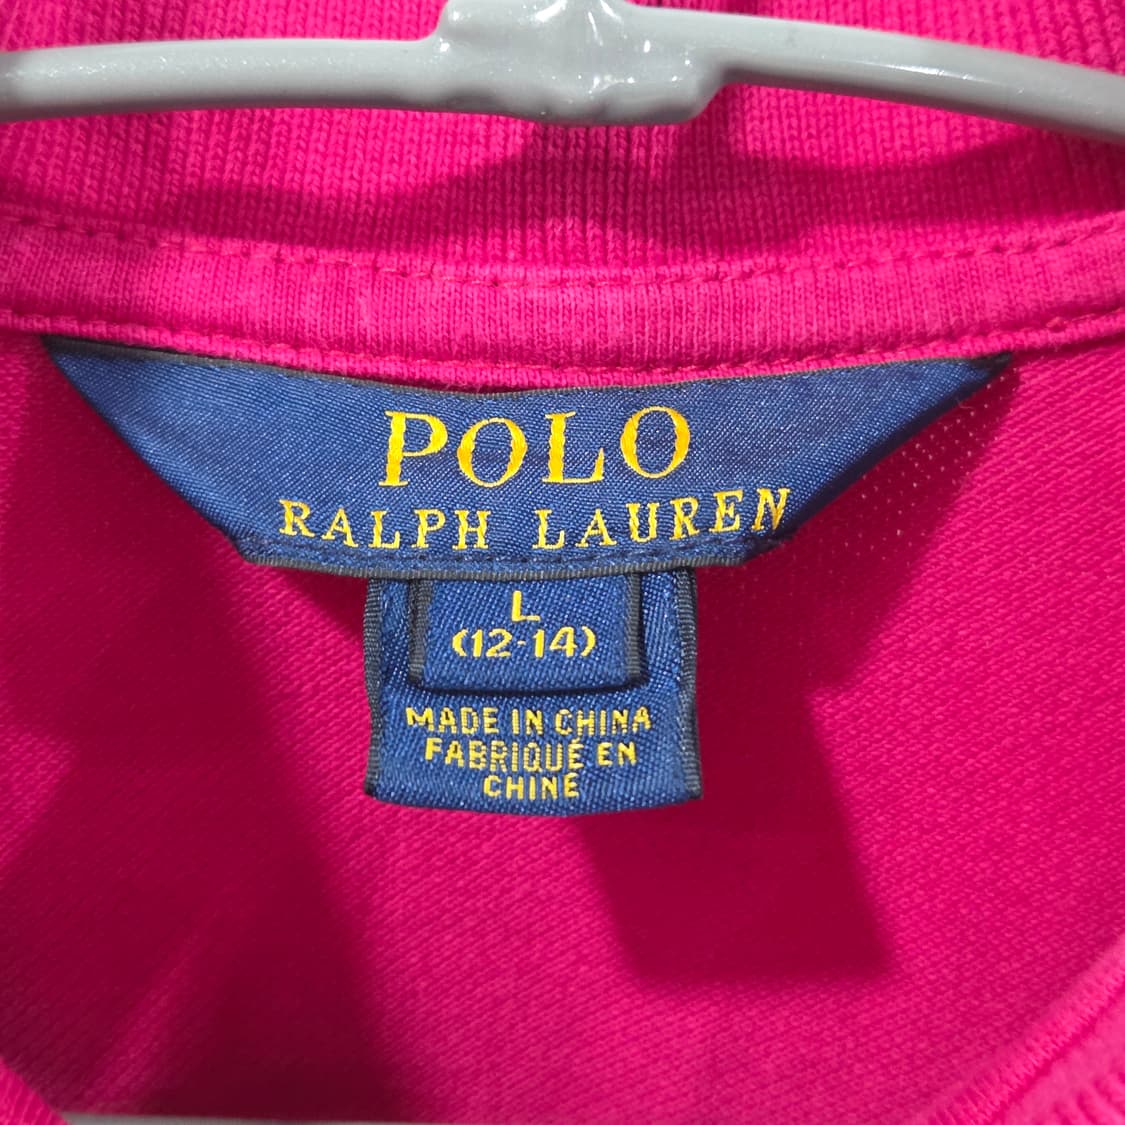 POLO
RALPH LAUREN
L
(12-14)
MADE IN CHINA
FABRIQUÉ EN
CHINE